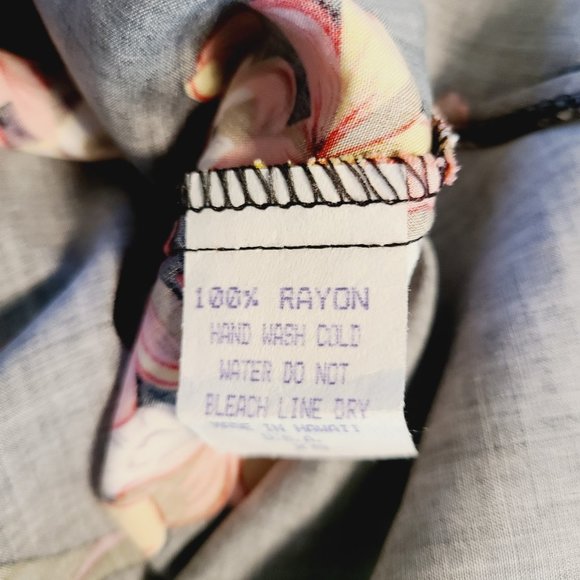 100% RAYON
HAND WASH COLD
WATER DO NOT
BLEACH LINE DRY
MADE IN HAWAII
U.S.A.